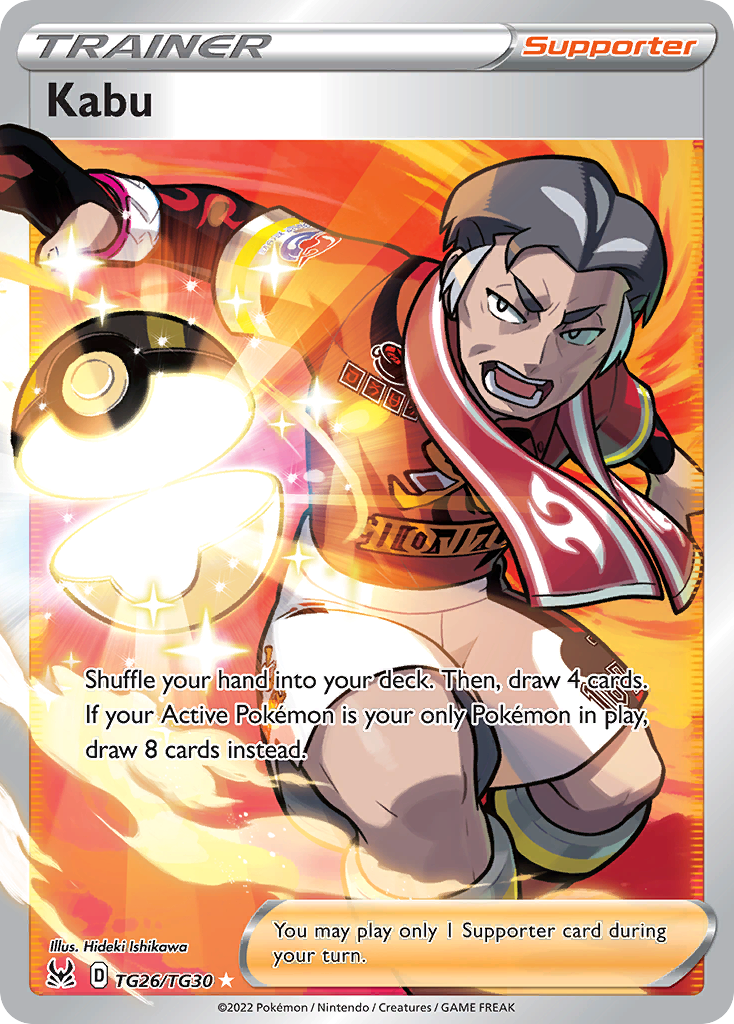 TRAINER
Supporter
Kabu
Shuffle your hand into your deck. Then, draw 4 cards.
If your Active Pokémon is your only Pokémon in play,
draw 8 cards instead.
You may play only 1 Supporter card during
your turn.
Illus. Hideki Ishikawa
D TG26/TG30
©2022 Pokémon / Nintendo / Creatures / GAME FREAK